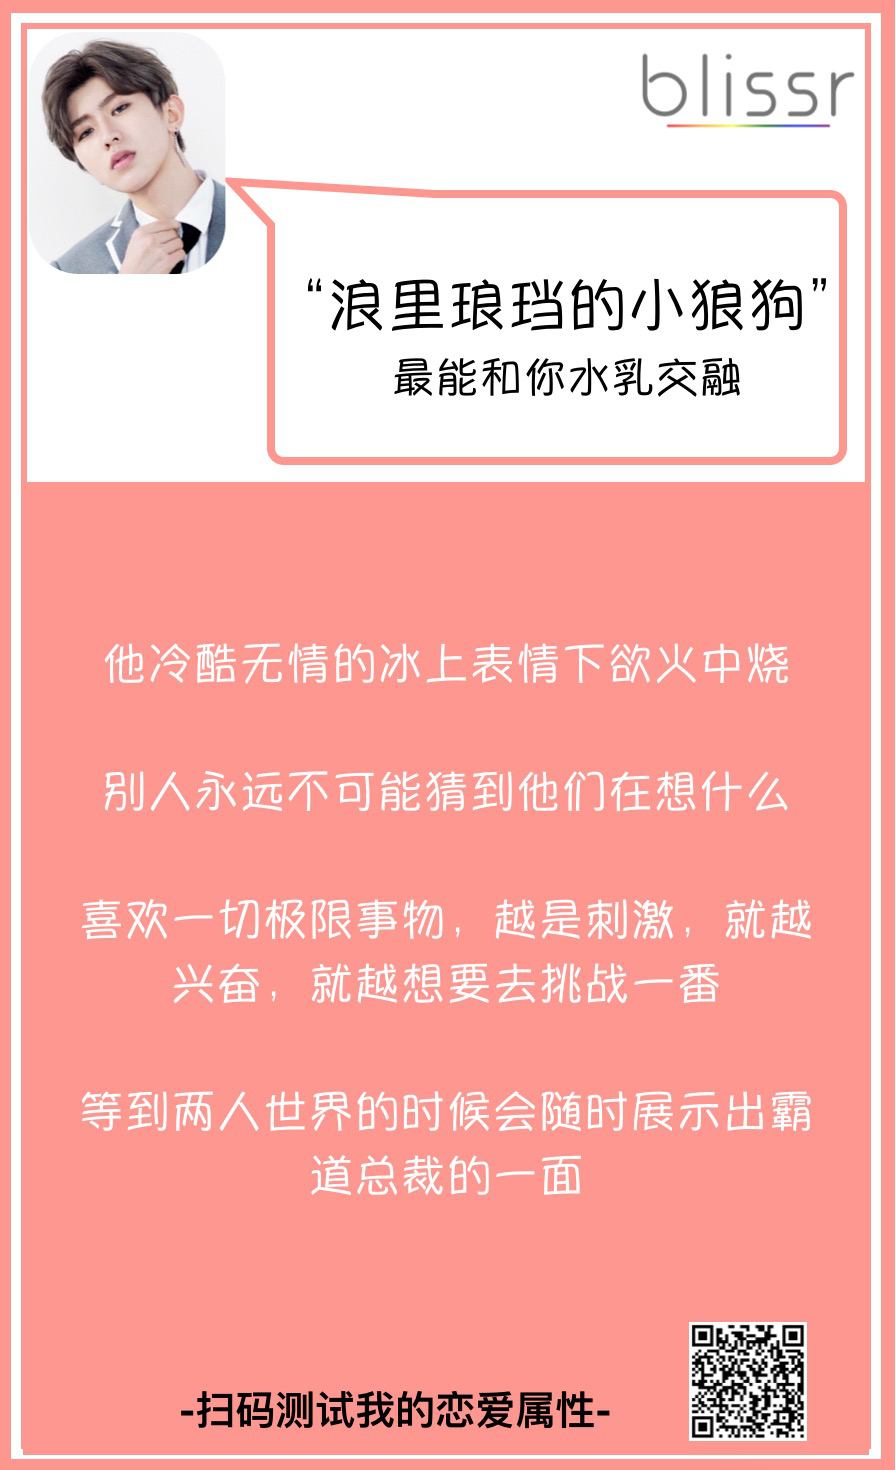 blissr
“浪里琅珰的小狼狗”
最能和你水乳交融
他冷酷无情的冰上表情下欲火中烧
别人永远不可能猜到他们在想什么
喜欢一切极限事物，越是刺激，就越
兴奋，就越想要去挑战一番
等到两人世界的时候会随时展示出霸
道总裁的一面
-扫码测试我的恋爱属性-